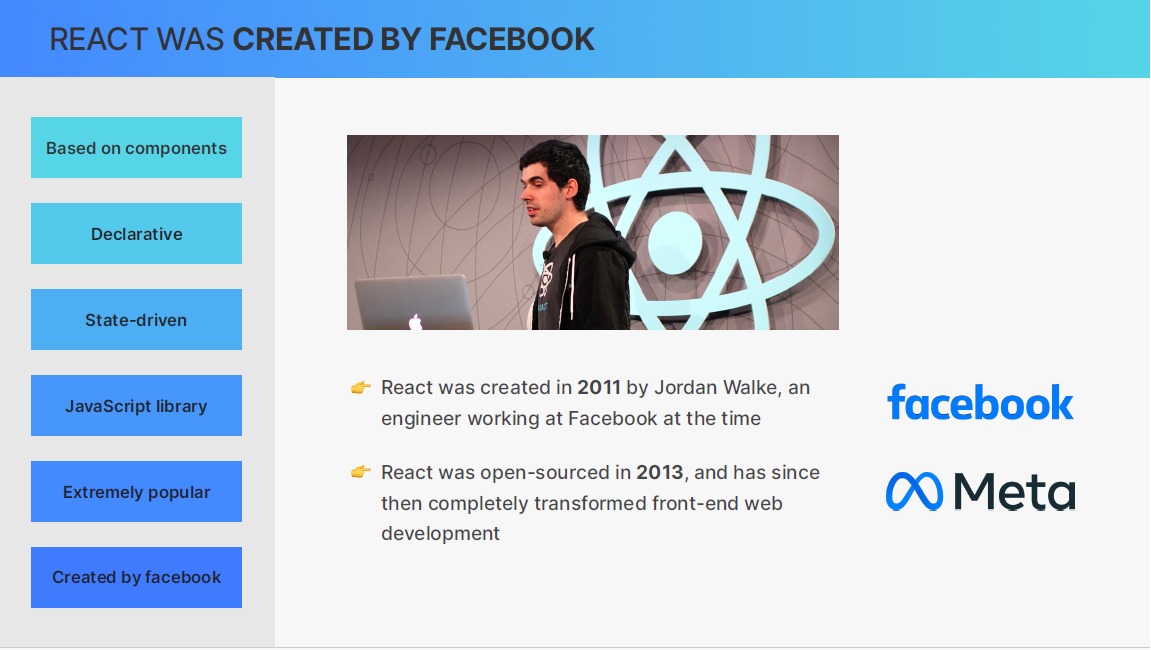 REACT WAS CREATED BY FACEBOOK
Based on components
Declarative
State-driven
JavaScript library
Extremely popular
Created by facebook
👉 React was created in 2011 by Jordan Walke, an
engineer working at Facebook at the time
👉 React was open-sourced in 2013, and has since
then completely transformed front-end web
development
facebook
Meta